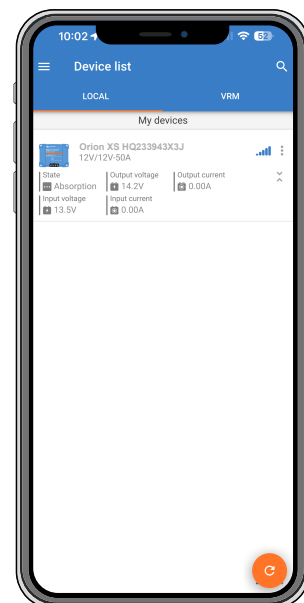 10:02
52
Device list
LOCAL
VRM
My devices
Orion XS HQ233943X3J
12V/12V-50A
State
Output voltage
Output current
Absorption
14.2V
0.00A
Input voltage
Input current
13.5V
0.00A